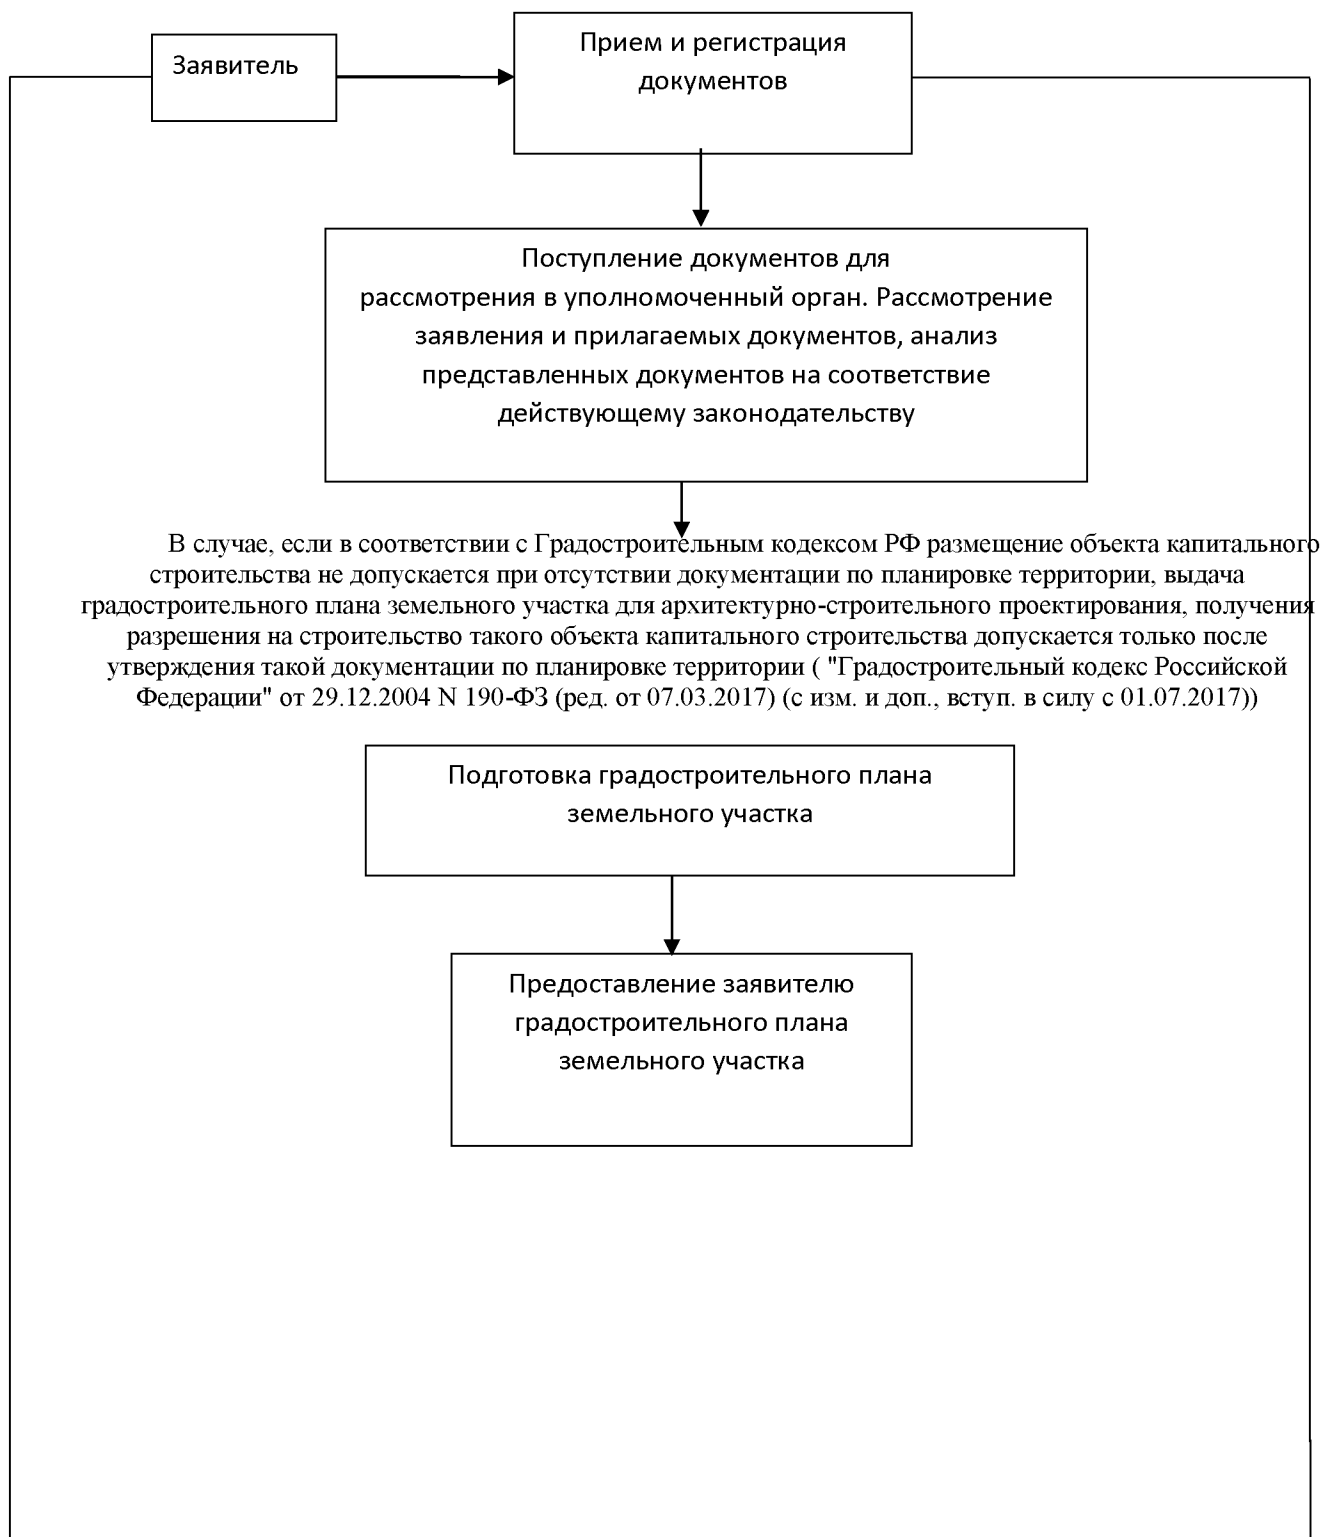 Заявитель
Прием и регистрация
документов
Поступление документов для
рассмотрения в уполномоченный орган. Рассмотрение
заявления и прилагаемых документов, анализ
представленных документов на соответствие
действующему законодательству
В случае, если в соответствии с Градостроительным кодексом РФ размещение объекта капитального
строительства не допускается при отсутствии документации по планировке территории, выдача
градостроительного плана земельного участка для архитектурно-строительного проектирования, получения
разрешения на строительство такого объекта капитального строительства допускается только после
утверждения такой документации по планировке территории ( "Градостроительный кодекс Российской
Федерации" от 29.12.2004 N 190-ФЗ (ред. от 07.03.2017) (с изм. и доп., вступ. в силу с 01.07.2017))
Подготовка градостроительного плана
земельного участка
Предоставление заявителю
градостроительного плана
земельного участка